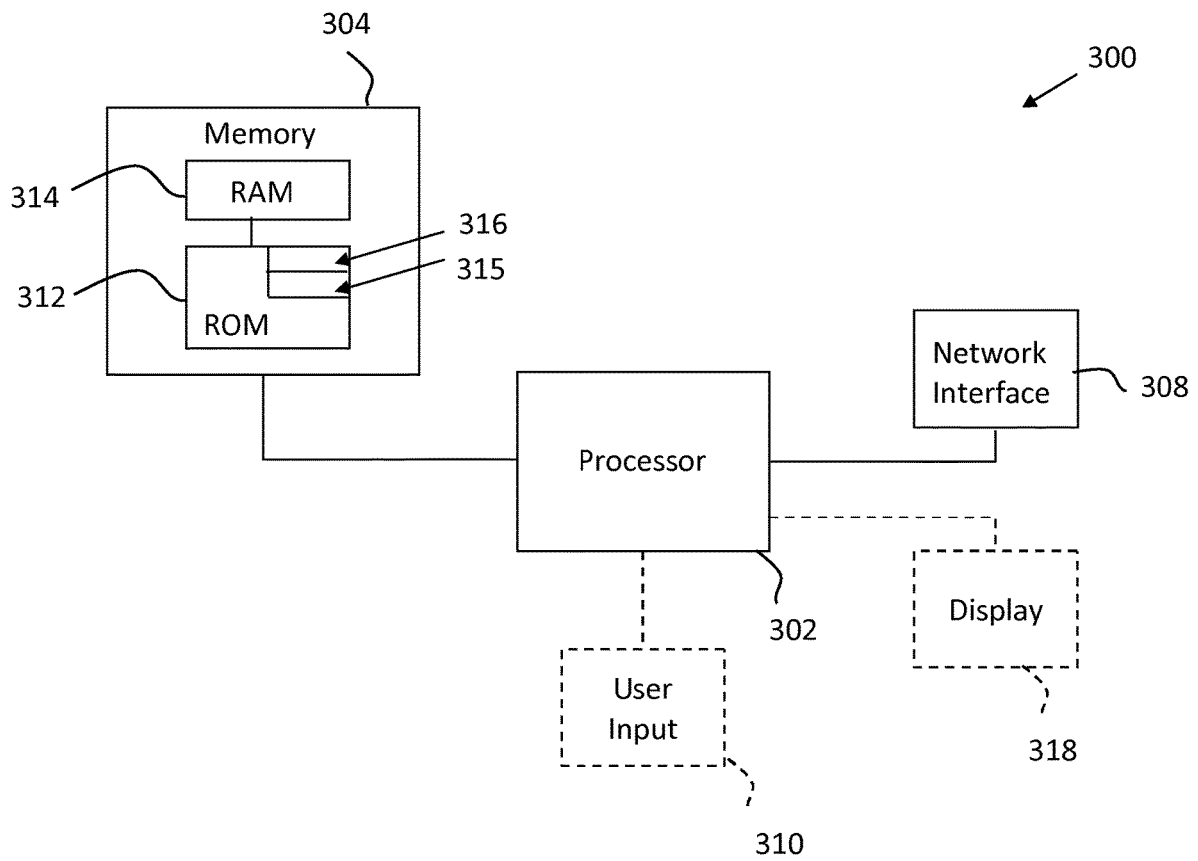 304
300
Memory
314
RAM
316
315
312
ROM
Network
Interface
308
Processor
302
Display
User
Input
318
310